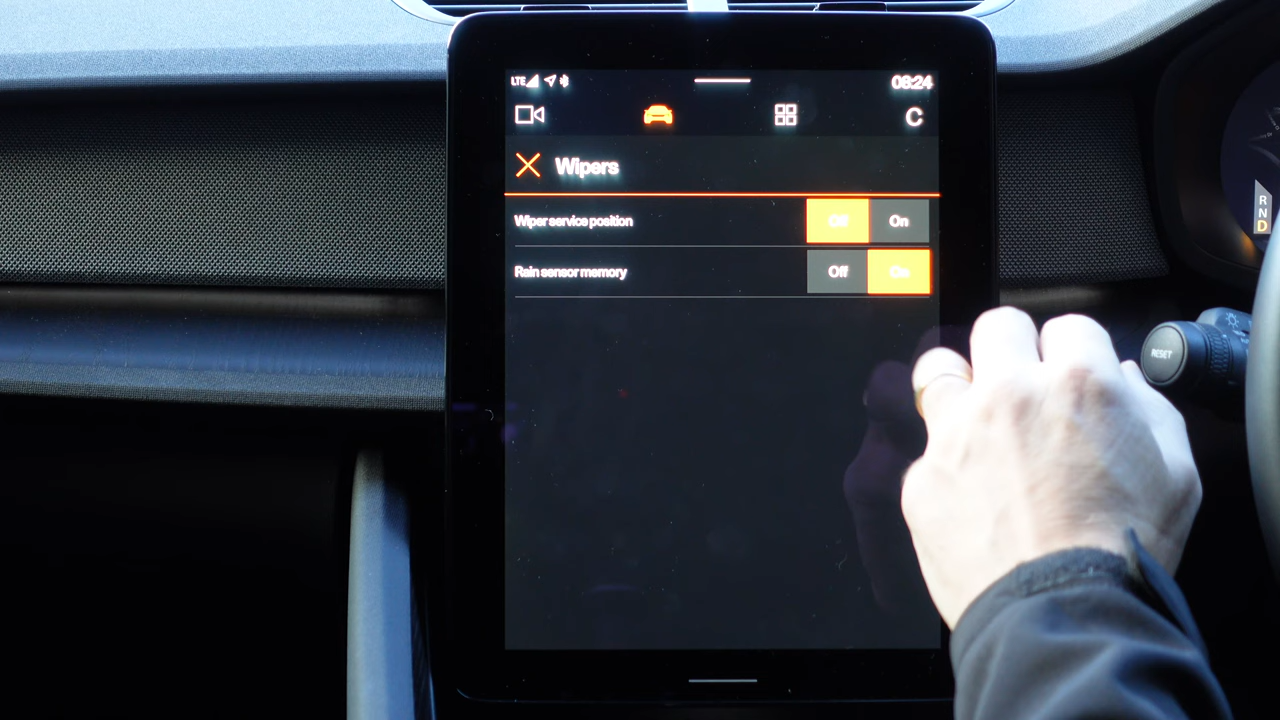 LTE 08:24
C
Wipers
Wiper service position Off On
Rain sensor memory Off On
RESET
R
N
D